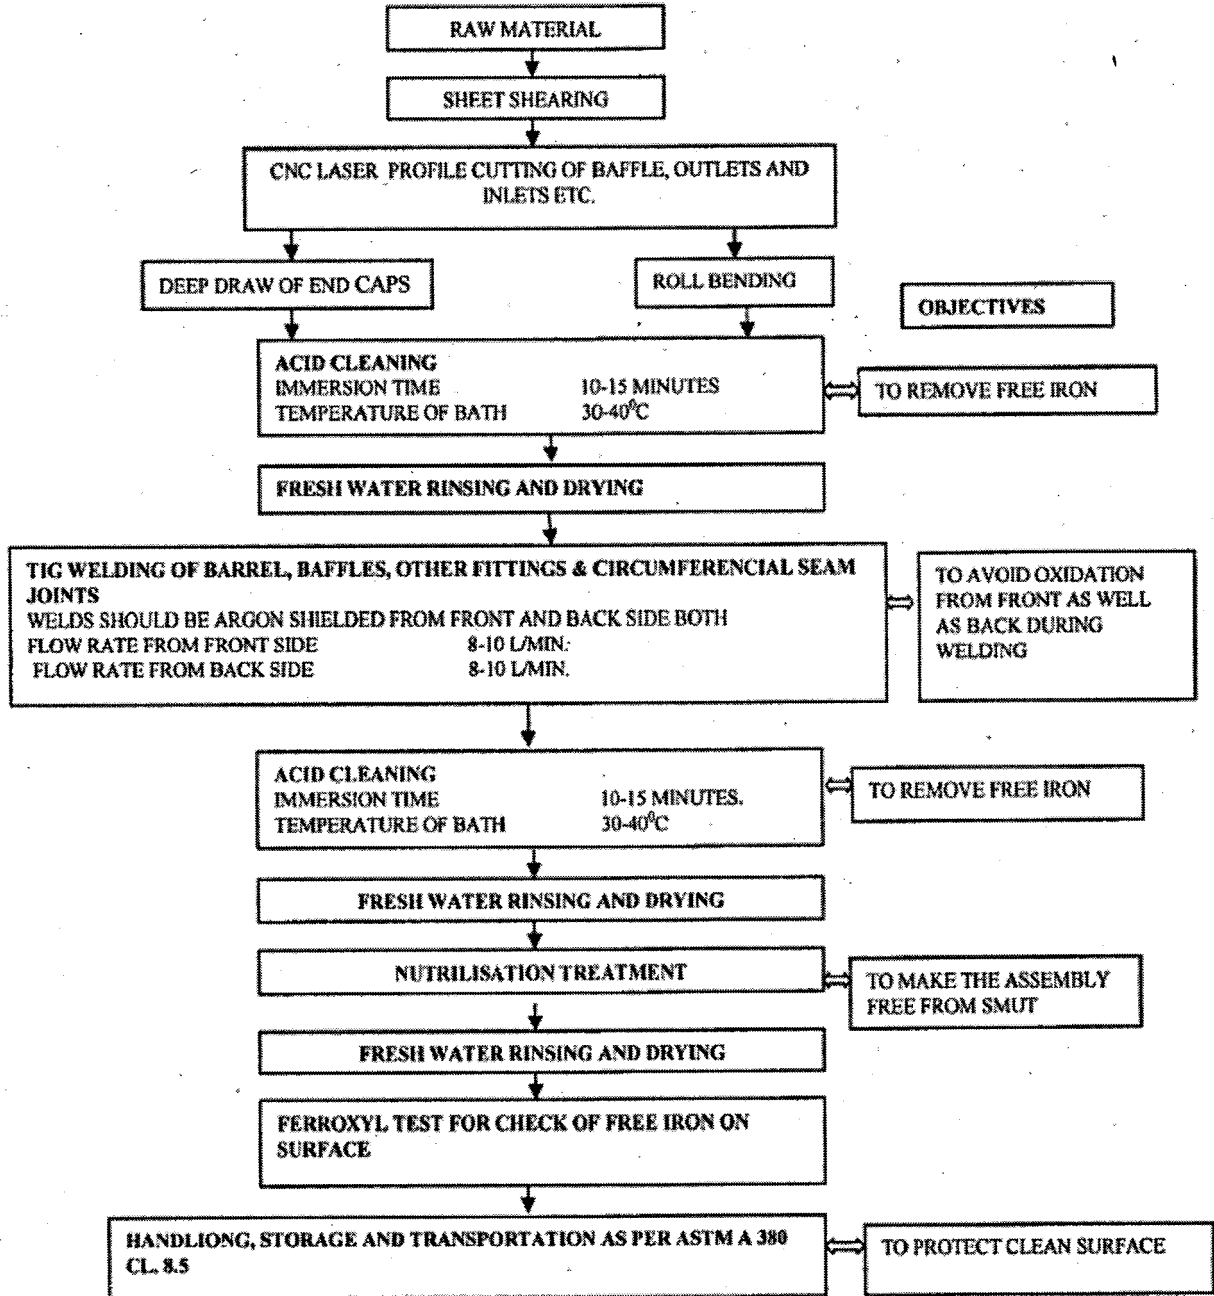 RAW MATERIAL
SHEET SHEARING
CNC LASER PROFILE CUTTING OF BAFFLE, OUTLETS AND
INLETS ETC.
DEEP DRAW OF END CAPS
ROLL BENDING
OBJECTIVES
ACID CLEANING
IMMERSION TIME 10-15 MINUTES
TEMPERATURE OF BATH 30-40⁰C
TO REMOVE FREE IRON
FRESH WATER RINSING AND DRYING
TIG WELDING OF BARREL, BAFFLES, OTHER FITTINGS & CIRCUMFERENCIAL SEAM
JOINTS
WELDS SHOULD BE ARGON SHIELDED FROM FRONT AND BACK SIDE BOTH
FLOW RATE FROM FRONT SIDE 8-10 L/MIN.
FLOW RATE FROM BACK SIDE 8-10 L/MIN.
TO AVOID OXIDATION
FROM FRONT AS WELL
AS BACK DURING
WELDING
ACID CLEANING
IMMERSION TIME 10-15 MINUTES.
TEMPERATURE OF BATH 30-40⁰C
TO REMOVE FREE IRON
FRESH WATER RINSING AND DRYING
NUTRILISATION TREATMENT
TO MAKE THE ASSEMBLY
FREE FROM SMUT
FRESH WATER RINSING AND DRYING
FERROXYL TEST FOR CHECK OF FREE IRON ON
SURFACE
HANDLIONG, STORAGE AND TRANSPORTATION AS PER ASTM A 380
CL. 8.5
TO PROTECT CLEAN SURFACE